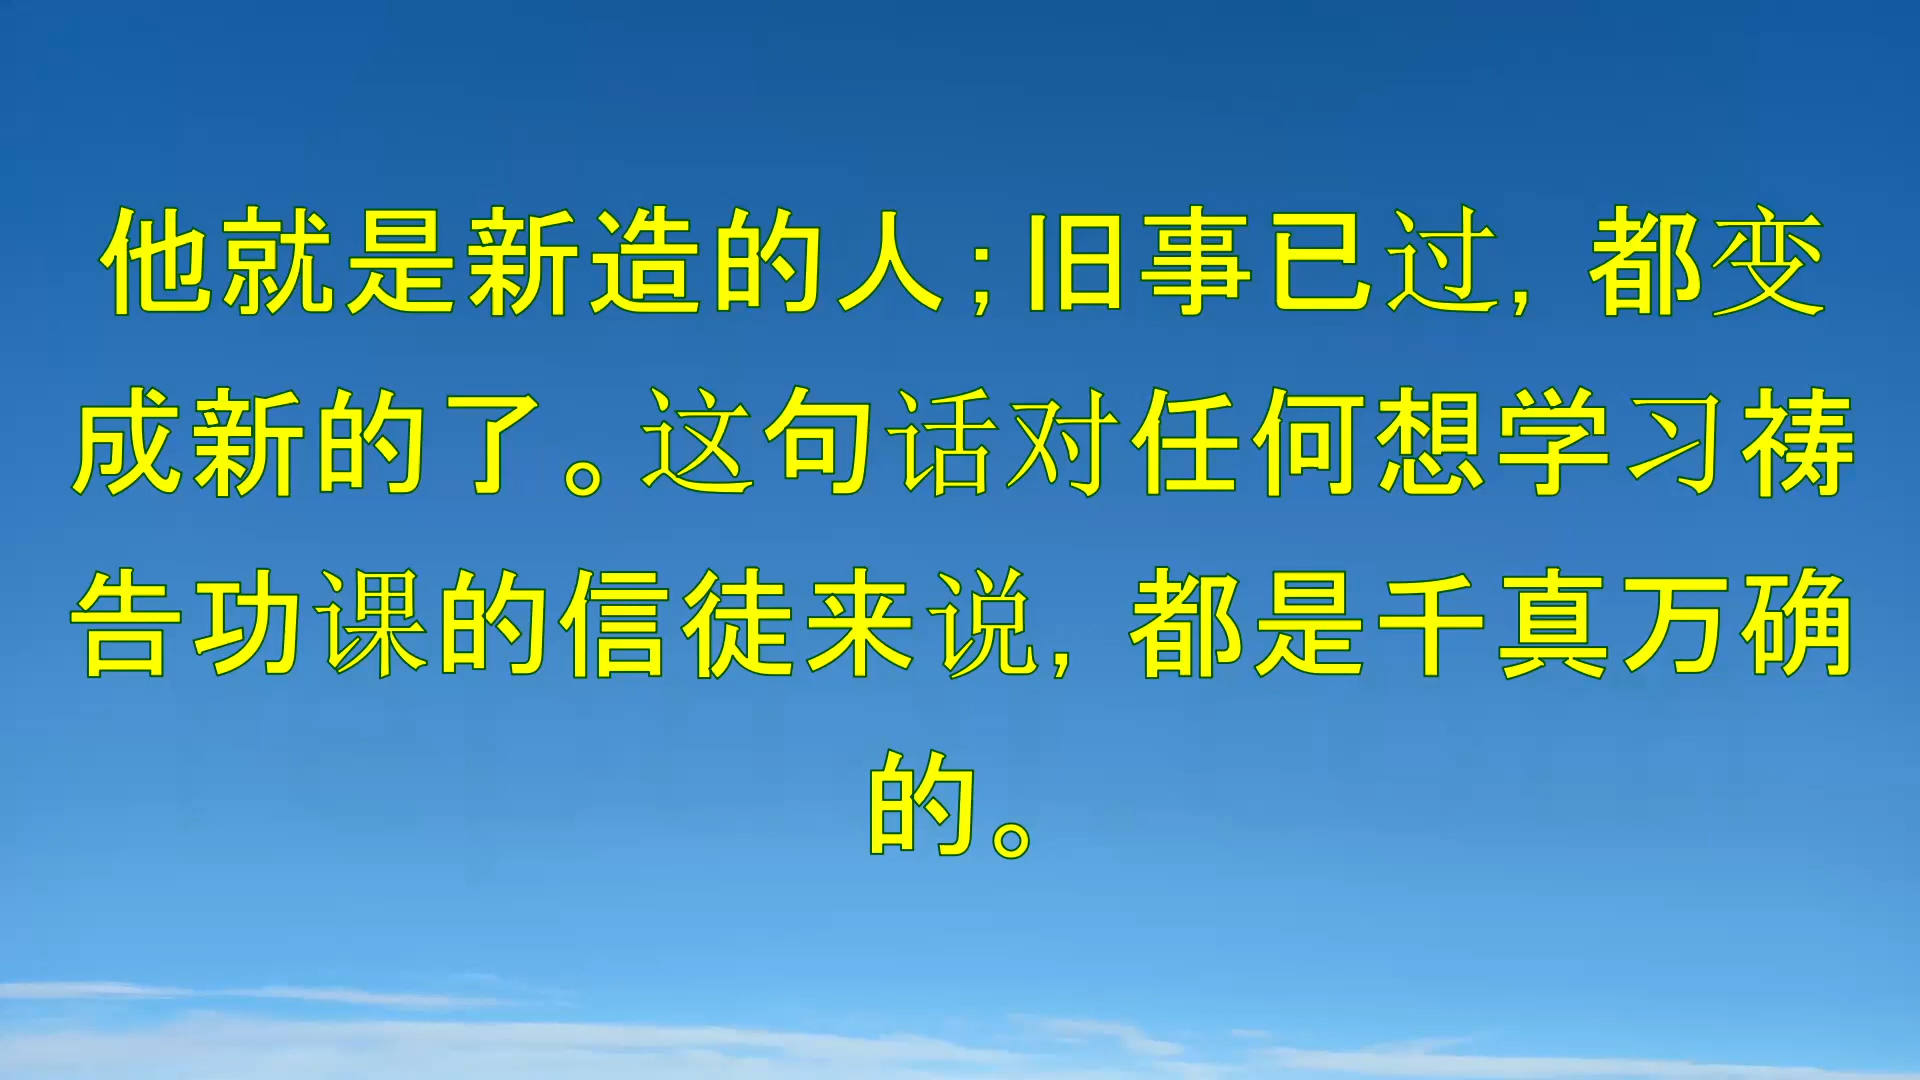 他就是新造的人;旧事已过,都变
成新的了。这句话对任何想学习祷
告功课的信徒来说,都是千真万确
的。